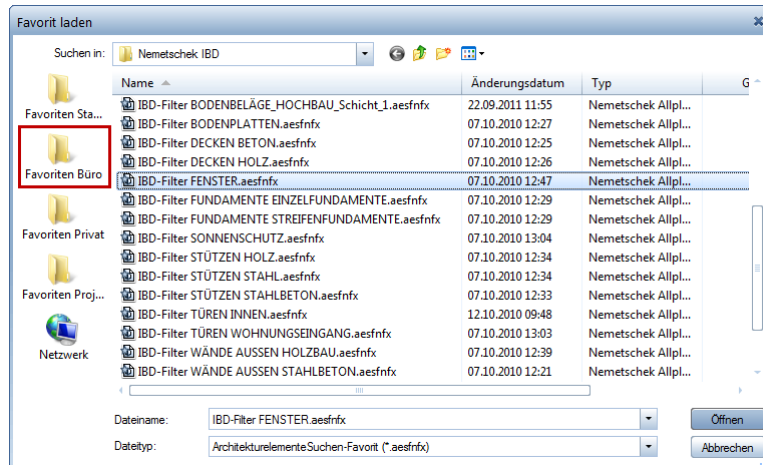 Favorit laden
Suchen in: Nemetschek IBD
Name Änderungsdatum Typ G
Favoriten Sta...
Favoriten Büro
Favoriten Privat
Favoriten Proj...
Netzwerk
IBD-Filter BODENBELÄGE_HOCHBAU_Schicht_1.aesfnfx 22.09.2011 11:55 Nemetschek Allpl...
IBD-Filter BODENPLATTEN.aesfnfx 07.10.2010 12:27 Nemetschek Allpl...
IBD-Filter DECKEN BETON.aesfnfx 07.10.2010 12:25 Nemetschek Allpl...
IBD-Filter DECKEN HOLZ.aesfnfx 07.10.2010 12:26 Nemetschek Allpl...
IBD-Filter FENSTER.aesfnfx 07.10.2010 12:47 Nemetschek Allpl...
IBD-Filter FUNDAMENTE EINZELFUNDAMENTE.aesfnfx 07.10.2010 12:29 Nemetschek Allpl...
IBD-Filter FUNDAMENTE STREIFENFUNDAMENTE.aesfnfx 07.10.2010 12:29 Nemetschek Allpl...
IBD-Filter SONNENSCHUTZ.aesfnfx 07.10.2010 13:04 Nemetschek Allpl...
IBD-Filter STÜTZEN HOLZ.aesfnfx 07.10.2010 12:34 Nemetschek Allpl...
IBD-Filter STÜTZEN STAHL.aesfnfx 07.10.2010 12:34 Nemetschek Allpl...
IBD-Filter STÜTZEN STAHLBETON.aesfnfx 07.10.2010 12:33 Nemetschek Allpl...
IBD-Filter TÜREN INNEN.aesfnfx 12.10.2010 09:48 Nemetschek Allpl...
IBD-Filter TÜREN WOHNUNGSEINGANG.aesfnfx 07.10.2010 13:03 Nemetschek Allpl...
IBD-Filter WÄNDE AUSSEN HOLZBAU.aesfnfx 07.10.2010 12:39 Nemetschek Allpl...
IBD-Filter WÄNDE AUSSEN STAHLBETON.aesfnfx 07.10.2010 12:21 Nemetschek Allpl...
Dateiname: IBD-Filter FENSTER.aesfnfx Öffnen
Dateityp: ArchitekturelementeSuchen-Favorit (*.aesfnfx) Abbrechen